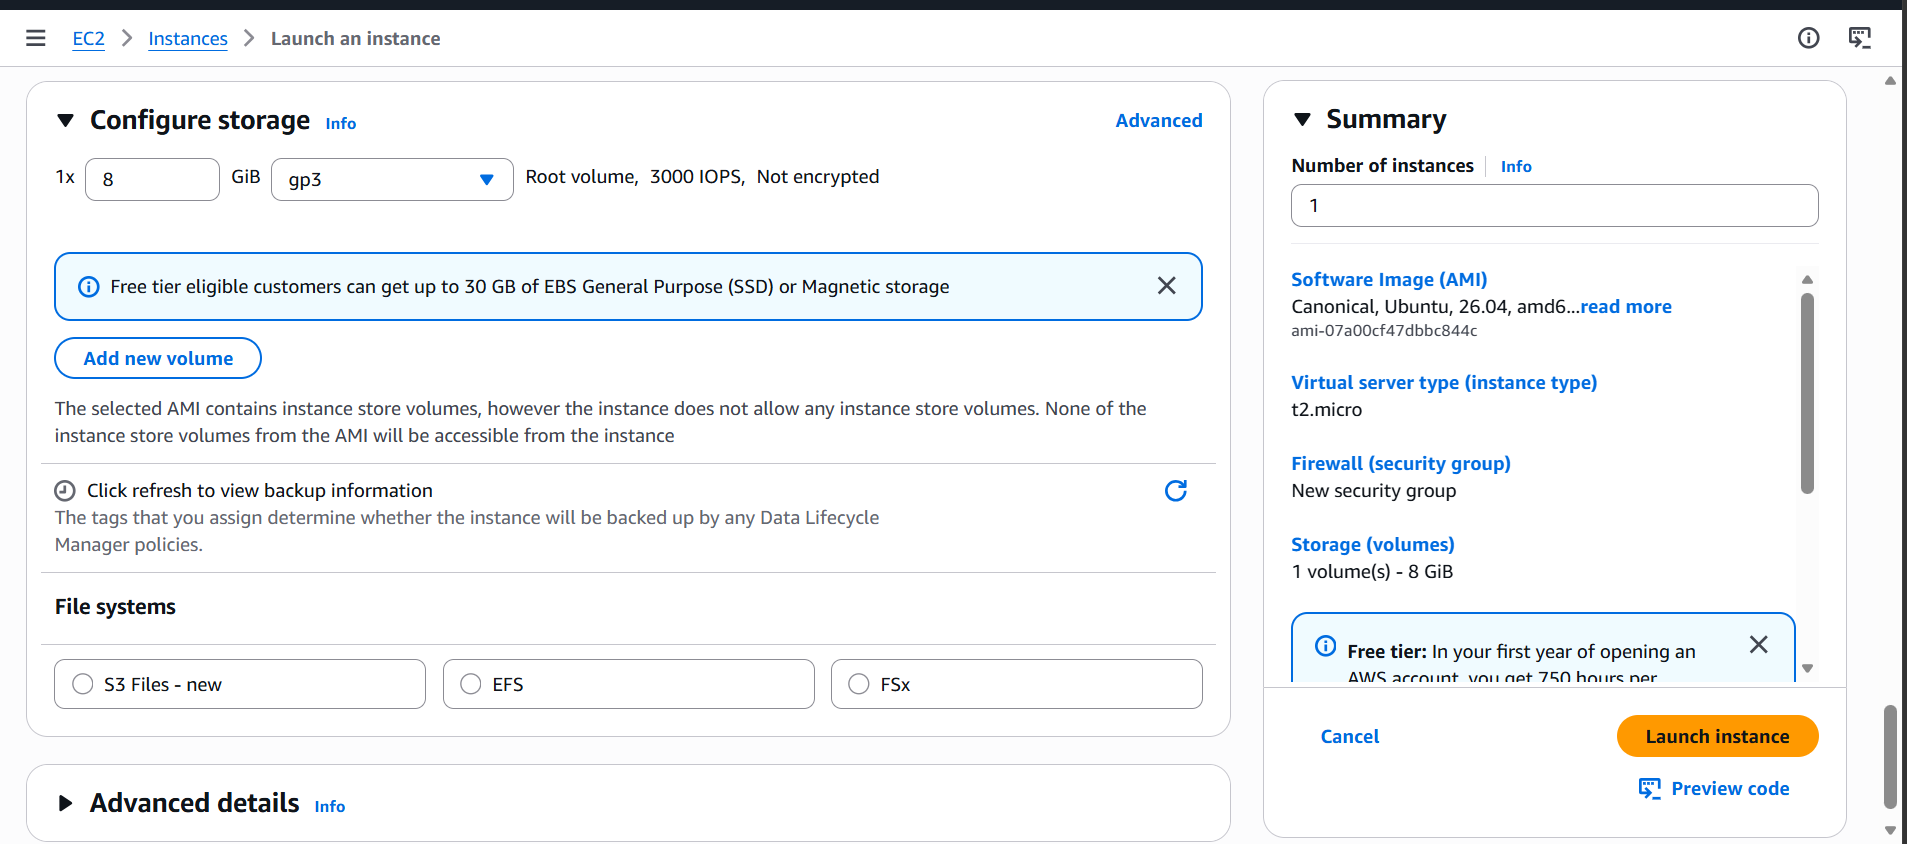 EC2 > Instances > Launch an instance
Configure storage Info
Advanced
1x 8 GiB gp3 Root volume, 3000 IOPS, Not encrypted
Free tier eligible customers can get up to 30 GB of EBS General Purpose (SSD) or Magnetic storage
Add new volume
The selected AMI contains instance store volumes, however the instance does not allow any instance store volumes. None of the
instance store volumes from the AMI will be accessible from the instance
Click refresh to view backup information
The tags that you assign determine whether the instance will be backed up by any Data Lifecycle
Manager policies.
File systems
S3 Files - new
EFS
FSx
Advanced details Info
Summary
Number of instances Info
1
Software Image (AMI)
Canonical, Ubuntu, 26.04, amd6...read more
ami-07a00cf47dbbc844c
Virtual server type (instance type)
t2.micro
Firewall (security group)
New security group
Storage (volumes)
1 volume(s) - 8 GiB
Free tier: In your first year of opening an
AWS account, you get 750 hours per
Cancel
Launch instance
Preview code